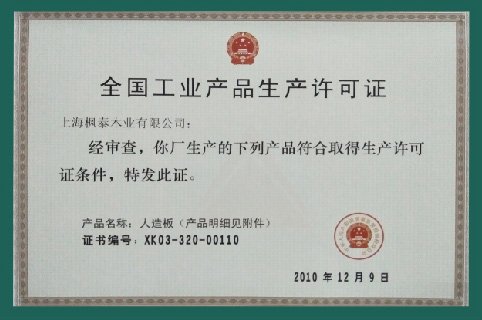 全国工业产品生产许可证
上海枫泰木业有限公司：
经审查，你厂生产的下列产品符合取得生产许可
证条件，特发此证。
产品名称：人造板（产品明细见附件）
证书编号：XK03-320-00110
2010 年 12 月 9 日